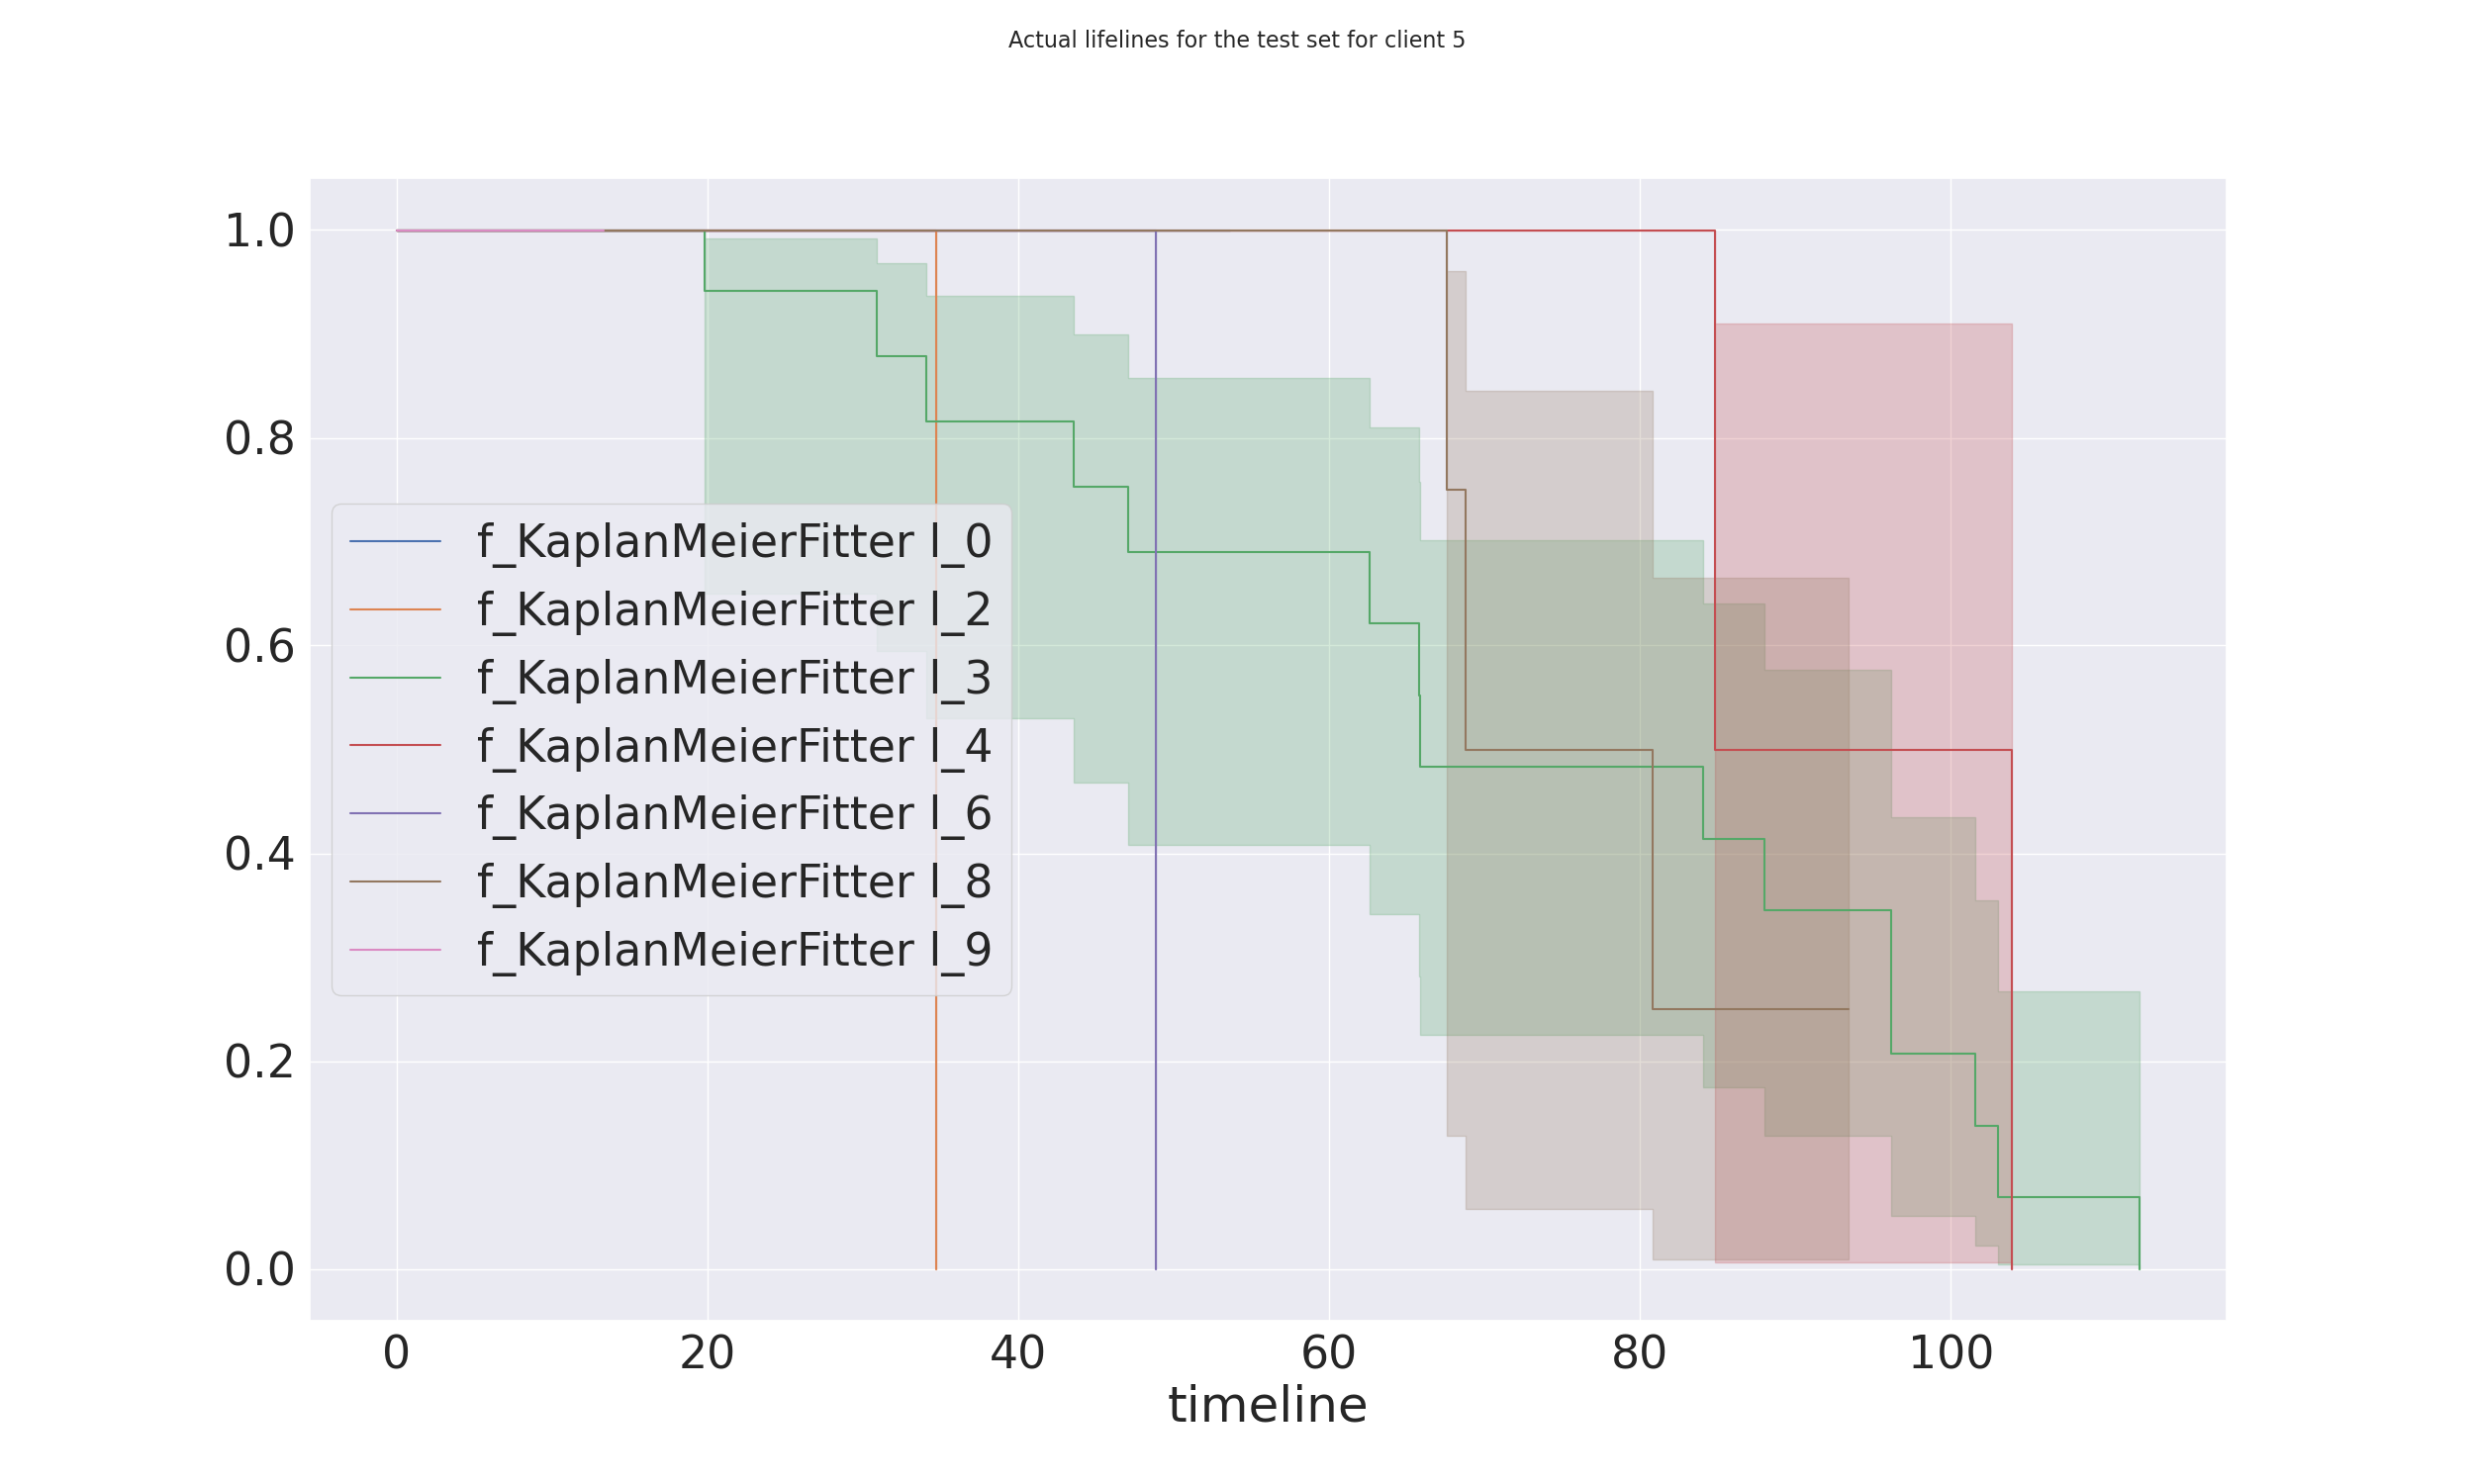 Actual lifelines for the test set for client 5
1.0
0.8
0.6
0.4
0.2
0.0
f_KaplanMeierFitter l_0
f_KaplanMeierFitter l_2
f_KaplanMeierFitter l_3
f_KaplanMeierFitter l_4
f_KaplanMeierFitter l_6
f_KaplanMeierFitter l_8
f_KaplanMeierFitter l_9
0 20 40 60 80 100
timeline